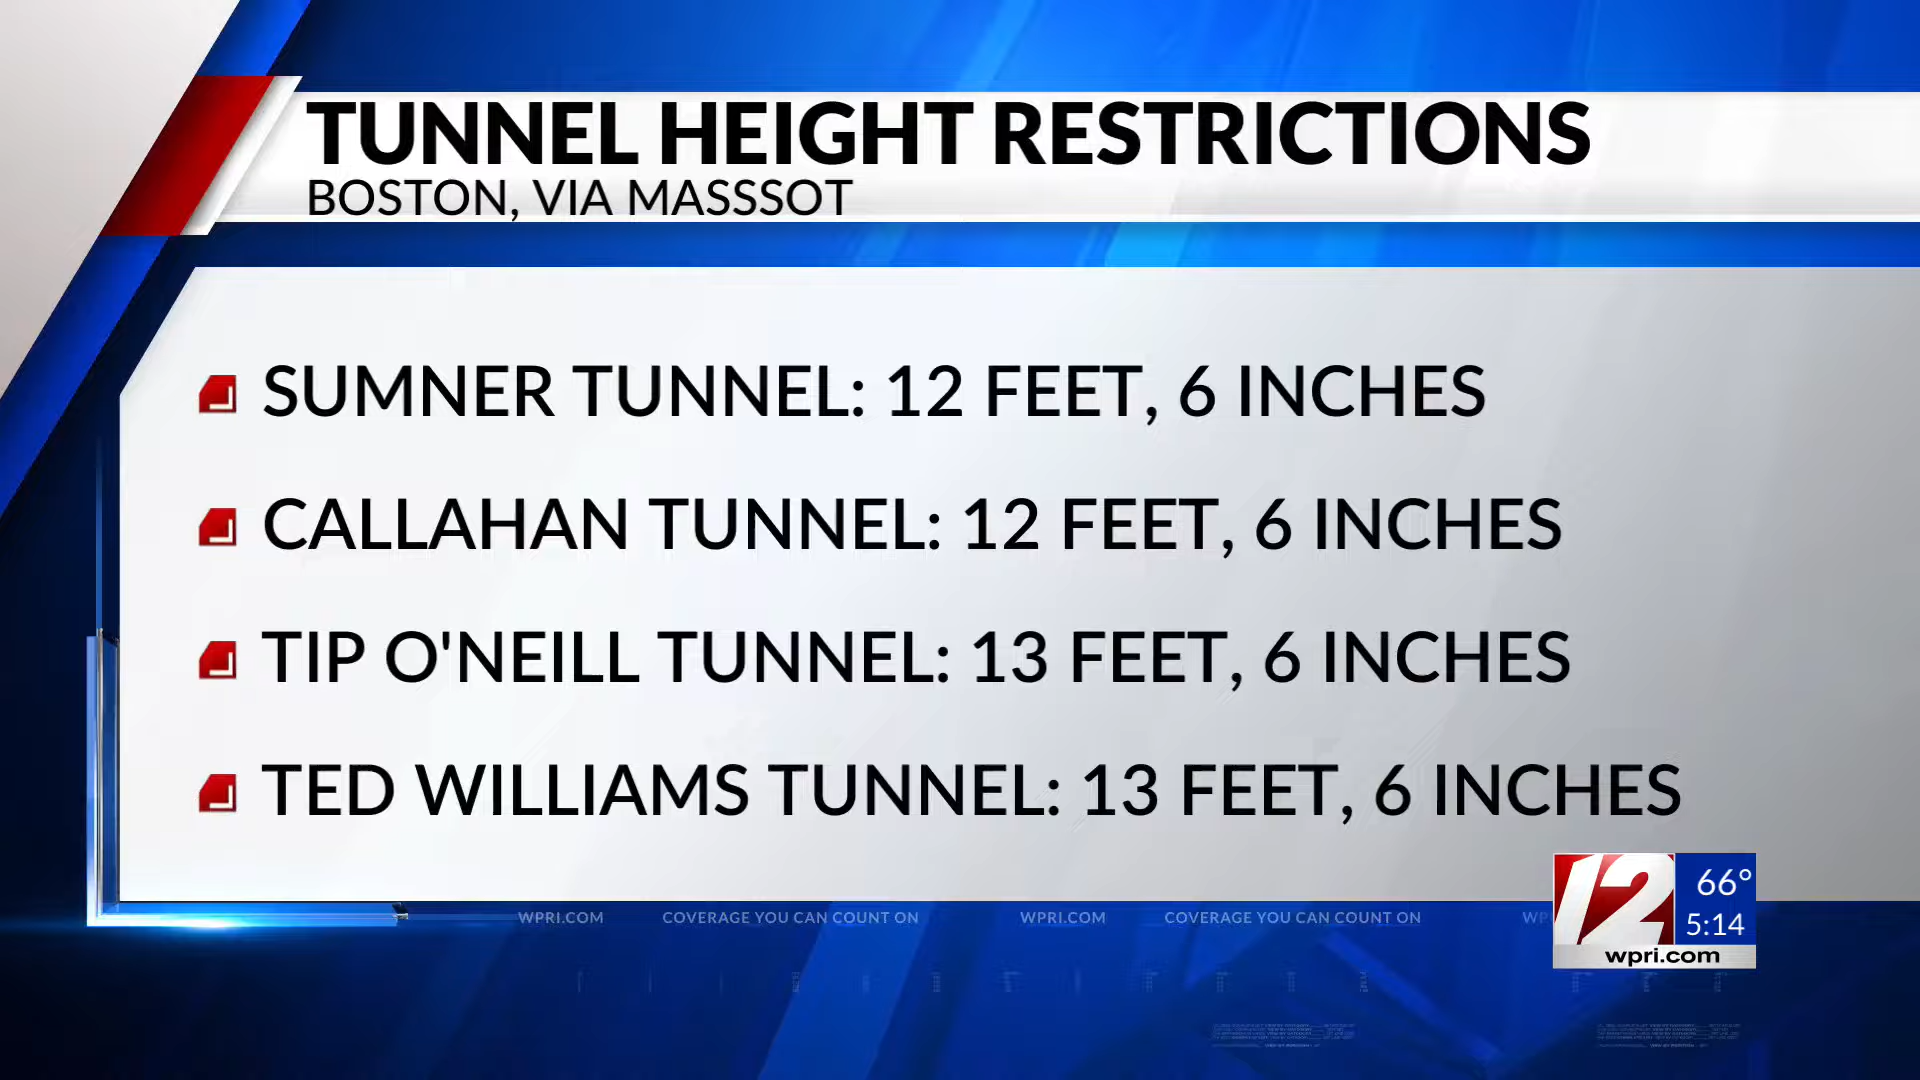 TUNNEL HEIGHT RESTRICTIONS
BOSTON, VIA MASSSOT
SUMNER TUNNEL: 12 FEET, 6 INCHES
CALLAHAN TUNNEL: 12 FEET, 6 INCHES
TIP O'NEILL TUNNEL: 13 FEET, 6 INCHES
TED WILLIAMS TUNNEL: 13 FEET, 6 INCHES
12 66°
5:14
wpri.com
WPRI.COM COVERAGE YOU CAN COUNT ON WPRI.COM COVERAGE YOU CAN COUNT ON